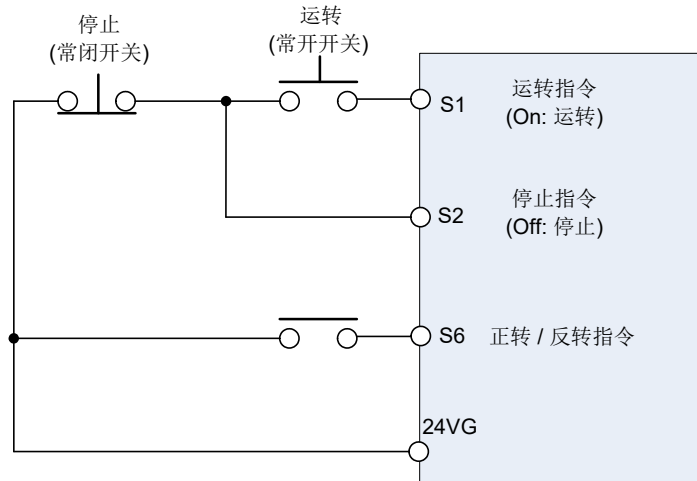 停止
(常闭开关)
运转
(常开开关)
S1
运转指令
(On: 运转)
S2
停止指令
(Off: 停止)
S6
正转 / 反转指令
24VG